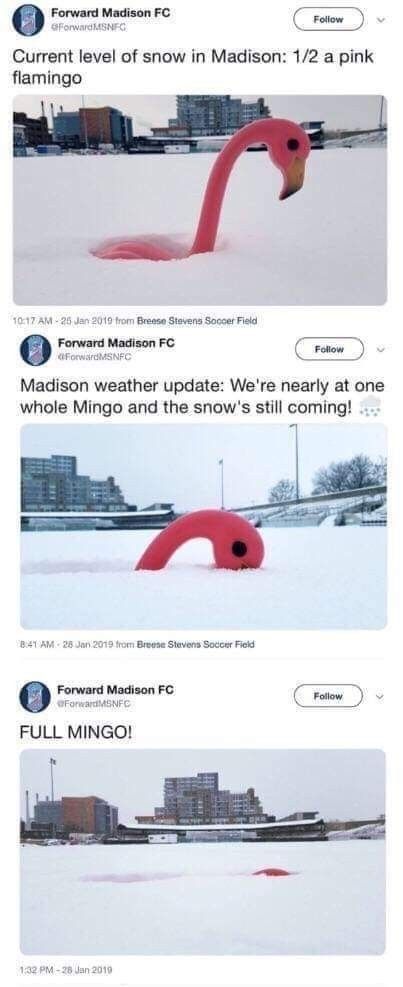 Forward Madison FC
@ForwardMSNFC
Follow
Current level of snow in Madison: 1/2 a pink
flamingo
10:17 AM - 25 Jan 2019 from Breese Stevens Soccer Field
Forward Madison FC
@ForwardMSNFC
Follow
Madison weather update: We're nearly at one
whole Mingo and the snow's still coming! 🌨
8:41 AM - 28 Jan 2019 from Breese Stevens Soccer Field
Forward Madison FC
@ForwardMSNFC
Follow
FULL MINGO!
1:32 PM - 28 Jan 2019